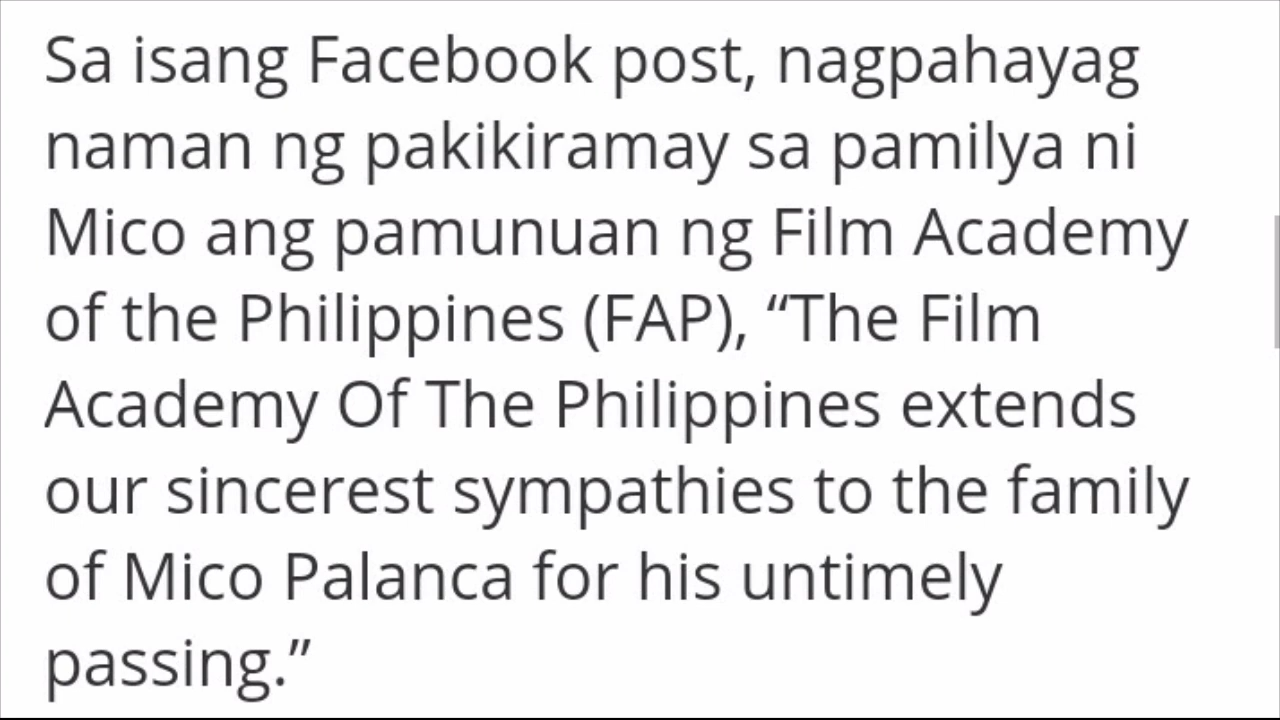 Sa isang Facebook post, nagpahayag
naman ng pakikiramay sa pamilya ni
Mico ang pamunuan ng Film Academy
of the Philippines (FAP), “The Film
Academy Of The Philippines extends
our sincerest sympathies to the family
of Mico Palanca for his untimely
passing.”